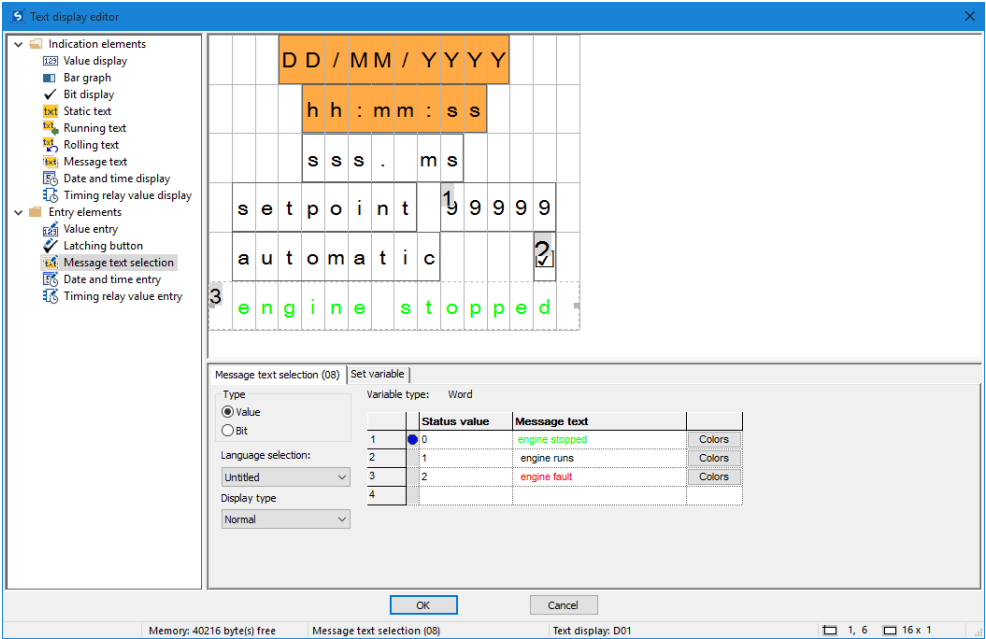 Text display editor
Indication elements
Value display
Bar graph
Bit display
Static text
Running text
Rolling text
Message text
Date and time display
Timing relay value display
Entry elements
Value entry
Latching button
Message text selection
Date and time entry
Timing relay value entry
DD/MM/YYYY
hh:mm:ss
sss. ms
setpoint 1 99999
automatic 2
3 engine stopped
Message text selection (08) Set variable
Type
Value
Bit
Language selection:
Untitled
Display type
Normal
Variable type: Word
Status value Message text
1 0 engine stopped Colors
2 1 engine runs Colors
3 2 engine fault Colors
4
OK Cancel
Memory: 40216 byte(s) free Message text selection (08) Text display: D01 1, 6 16 x 1